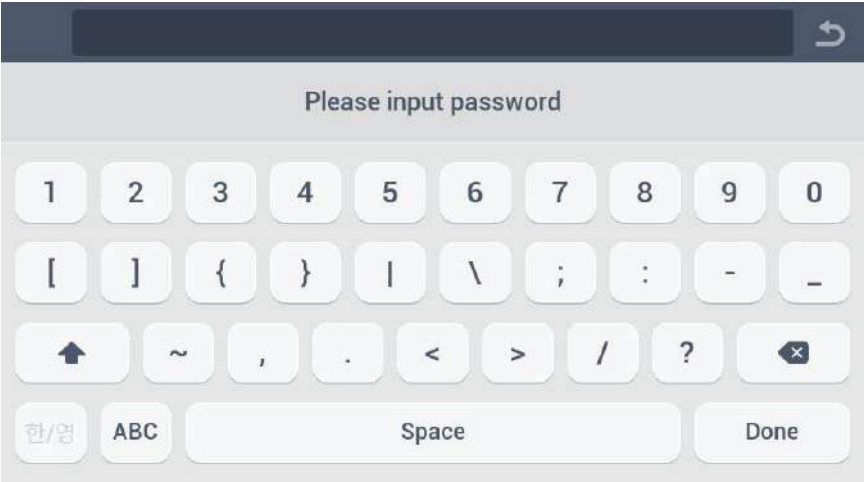 Please input password
1 2 3 4 5 6 7 8 9 0
[ ] { } | \ ; : - _
~ , . < > / ?
한/영 ABC Space Done